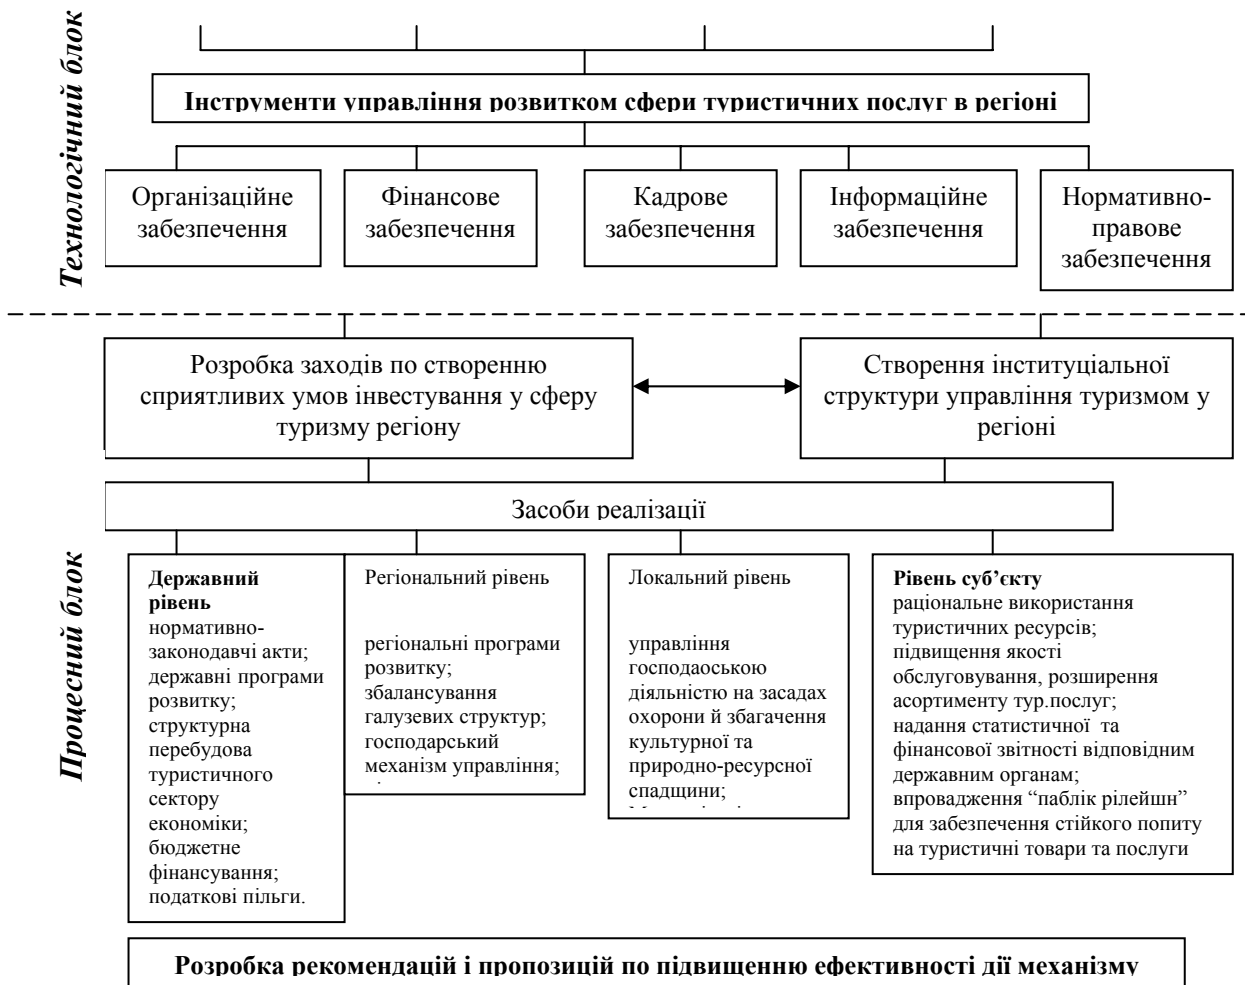 Технологічний блок
Інструменти управління розвитком сфери туристичних послуг в регіоні
Організаційне
забезпечення
Фінансове
забезпечення
Кадрове
забезпечення
Інформаційне
забезпечення
Нормативно-
правове
забезпечення
Розробка заходів по створенню
сприятливих умов інвестування у сферу
туризму регіону
Створення інституціальної
структури управління туризмом у
регіоні
Засоби реалізації
Процесний блок
Державний
рівень
нормативно-
законодавчі акти;
державні програми
розвитку;
структурна
перебудова
туристичного
сектору
економіки;
бюджетне
фінансування;
податкові пільги.
Регіональний рівень
регіональні програми
розвитку;
збалансування
галузевих структур;
господарський
механізм управління;
Локальний рівень
управління
господаоською
діяльністю на засадах
охорони й збагачення
культурної та
природно-ресурсної
спадщини;
Рівень суб’єкту
раціональне використання
туристичних ресурсів;
підвищення якості
обслуговування, розширення
асортименту тур.послуг;
надання статистичної та
фінансової звітності відповідним
державним органам;
впровадження “паблік рілейшн”
для забезпечення стійкого попиту
на туристичні товари та послуги
Розробка рекомендацій і пропозицій по підвищенню ефективності дії механізму